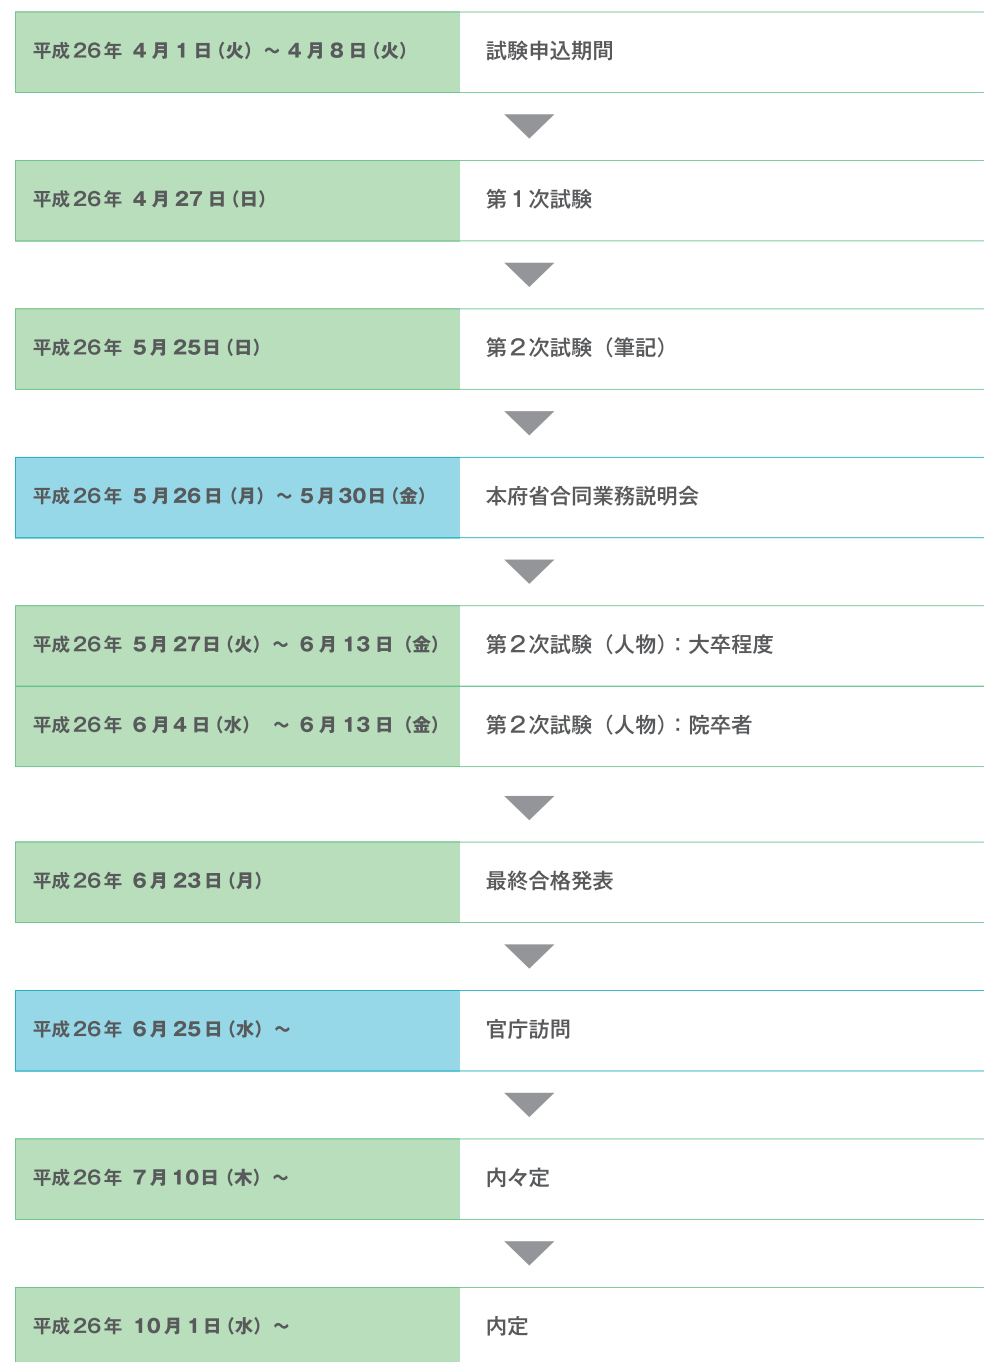 平成26年 4月1日(火) ～ 4月8日(火) 試験申込期間
平成26年 4月27日(日) 第1次試験
平成26年 5月25日(日) 第2次試験（筆記）
平成26年 5月26日(月) ～ 5月30日(金) 本府省合同業務説明会
平成26年 5月27日(火) ～ 6月13日(金) 第2次試験（人物）：大卒程度
平成26年 6月4日(水) ～ 6月13日(金) 第2次試験（人物）：院卒者
平成26年 6月23日(月) 最終合格発表
平成26年 6月25日(水) ～ 官庁訪問
平成26年 7月10日(木) ～ 内々定
平成26年 10月1日(水) ～ 内定